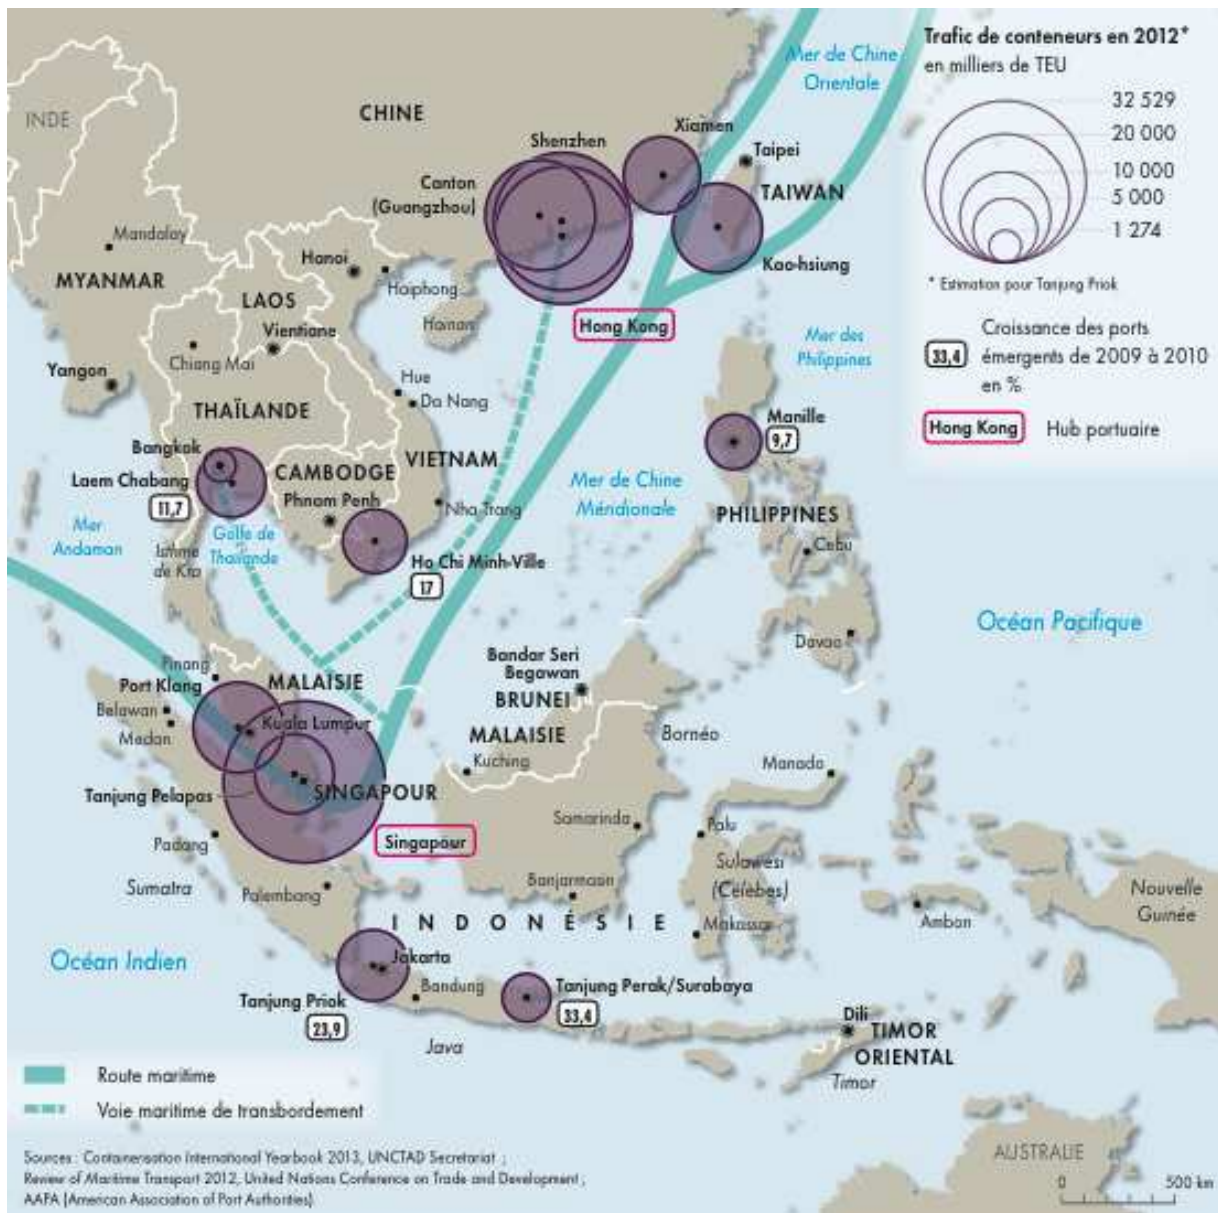 Mer de Chine
Orientale
Trafic de conteneurs en 2012*
en milliers de TEU
32 529
20 000
10 000
5 000
1 274
* Estimation pour Tanjung Priok
33,4
Croissance des ports
émergents de 2009 à 2010
en %
Hong Kong
Hub portuaire
INDE
CHINE
Shenzhen
Xiamen
Taipei
TAIWAN
Canton
(Guangzhou)
Kao-hsiung
Mandalay
MYANMAR
Hanoi
Haiphong
LAOS
Hainan
Hong Kong
Vientiane
Mer des
Philippines
Chiang Mai
Yangon
Hue
Da Nang
THAÏLANDE
Manille
9,7
Bangkok
Laem Chabang
11,7
CAMBODGE
VIETNAM
Phnom Penh
Nha Trang
Mer de Chine
Méridionale
PHILIPPINES
Mer
Andaman
Golfe de
Thaïlande
Isthme
de Kra
Cebu
Ho Chi Minh-Ville
17
Océan Pacifique
Davao
Pinang
Port Klang
MALAISIE
Bandar Seri
Begawan
BRUNEI
Belawan
Medan
Kuala Lumpur
MALAISIE
Bornéo
Kuching
Manado
Tanjung Pelapas
SINGAPOUR
Samarinda
Palu
Singapour
Padang
Sulawesi
(Célèbes)
Sumatra
Palembang
Banjarmasin
Nouvelle
Guinée
INDONÉSIE
Makassar
Ambon
Océan Indien
Jakarta
Bandung
Tanjung Perak/Surabaya
33,4
Tanjung Priok
23,9
Dili
TIMOR
ORIENTAL
Java
Timor
Route maritime
Voie maritime de transbordement
AUSTRALIE
Sources : Containerisation International Yearbook 2013, UNCTAD Secretariat ;
Review of Maritime Transport 2012, United Nations Conference on Trade and Development ;
AAPA (American Association of Port Authorities).
0 500 km